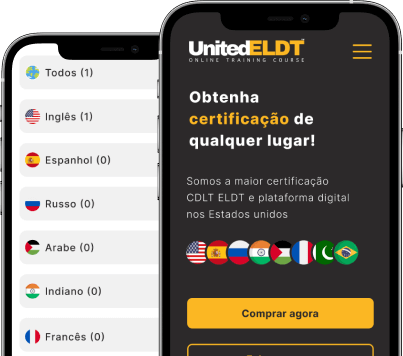 Todos (1)
Inglês (1)
Espanhol (0)
Russo (0)
Arabe (0)
Indiano (0)
Francês (0)
UnitedELDT
ONLINE TRAINING COURSE
Obtenha
certificação de
qualquer lugar!
Somos a maior certificação
CDLT ELDT e plataforma digital
nos Estados unidos
Comprar agora